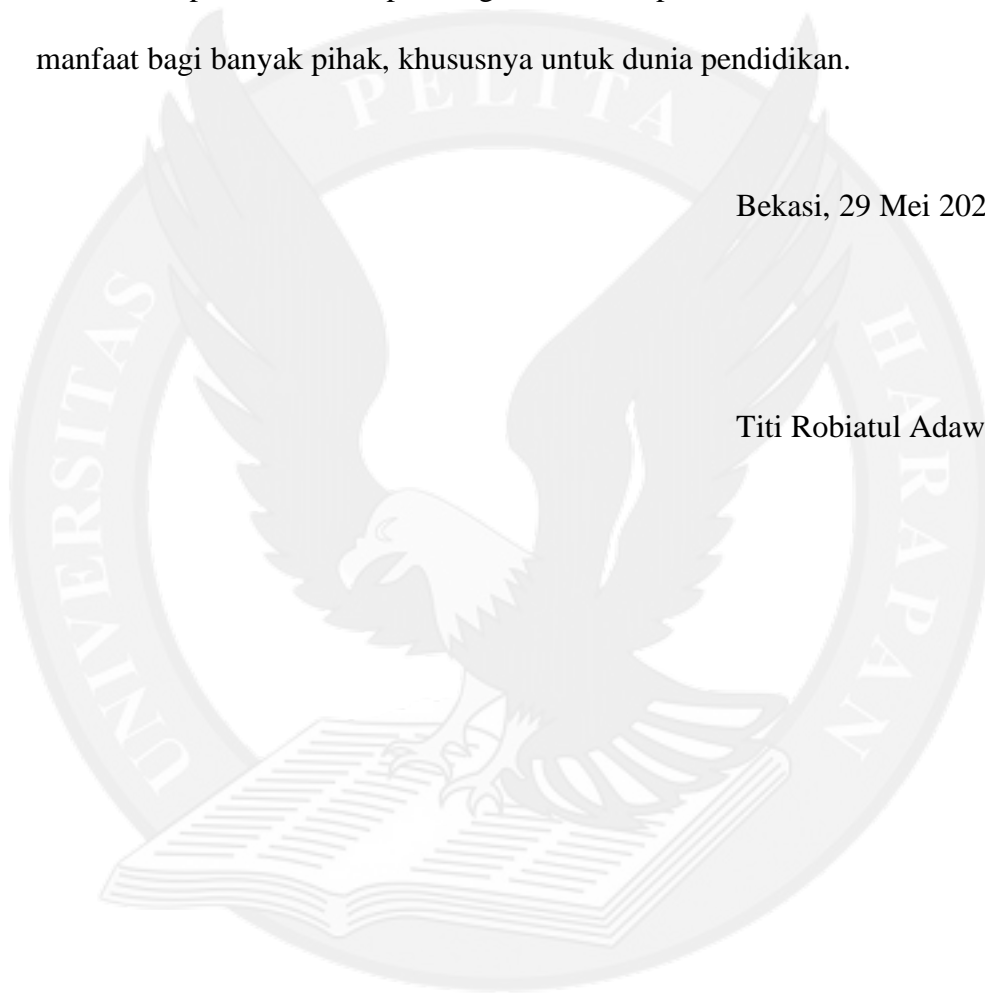 manfaat bagi banyak pihak, khususnya untuk dunia pendidikan.
Bekasi, 29 Mei 202
Titi Robiatul Adaw
UNIVERSITAS PELITA HARAPAN